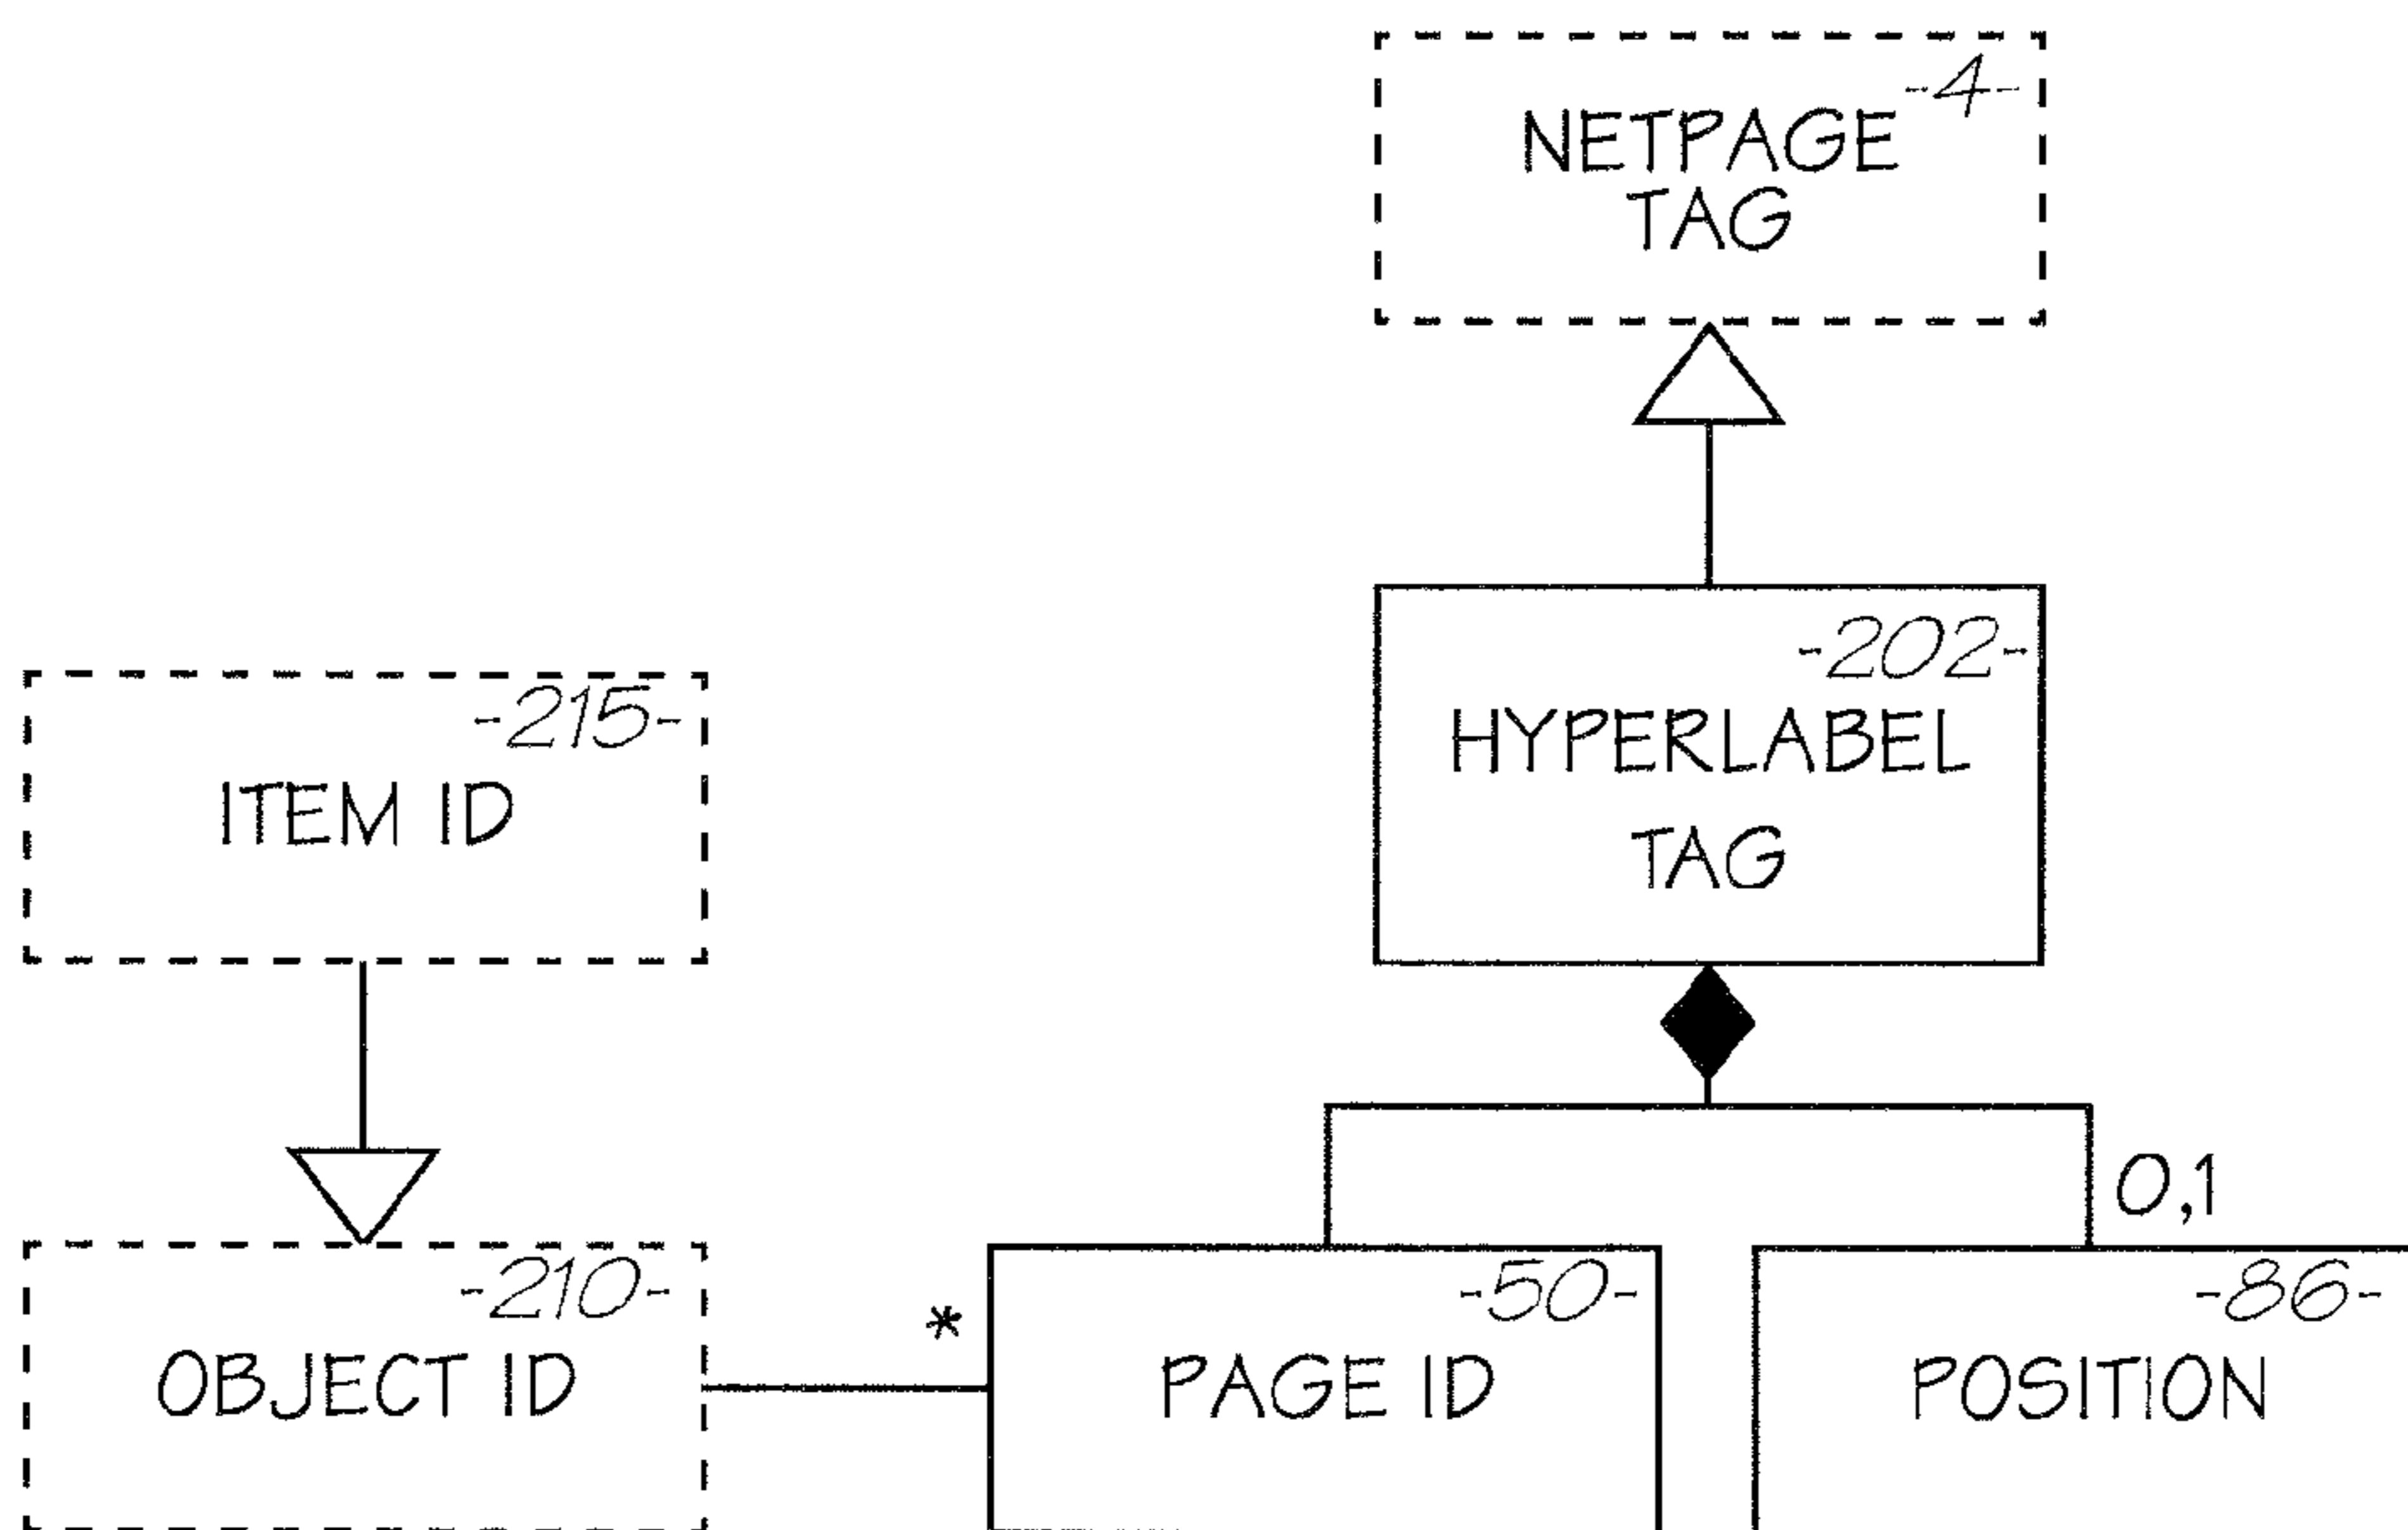 -4-
NETPAGE
TAG
-202-
HYPERLABEL
TAG
-215-
ITEM ID
0,1
-210-
OBJECT ID
*
-50-
PAGE ID
-86-
POSITION